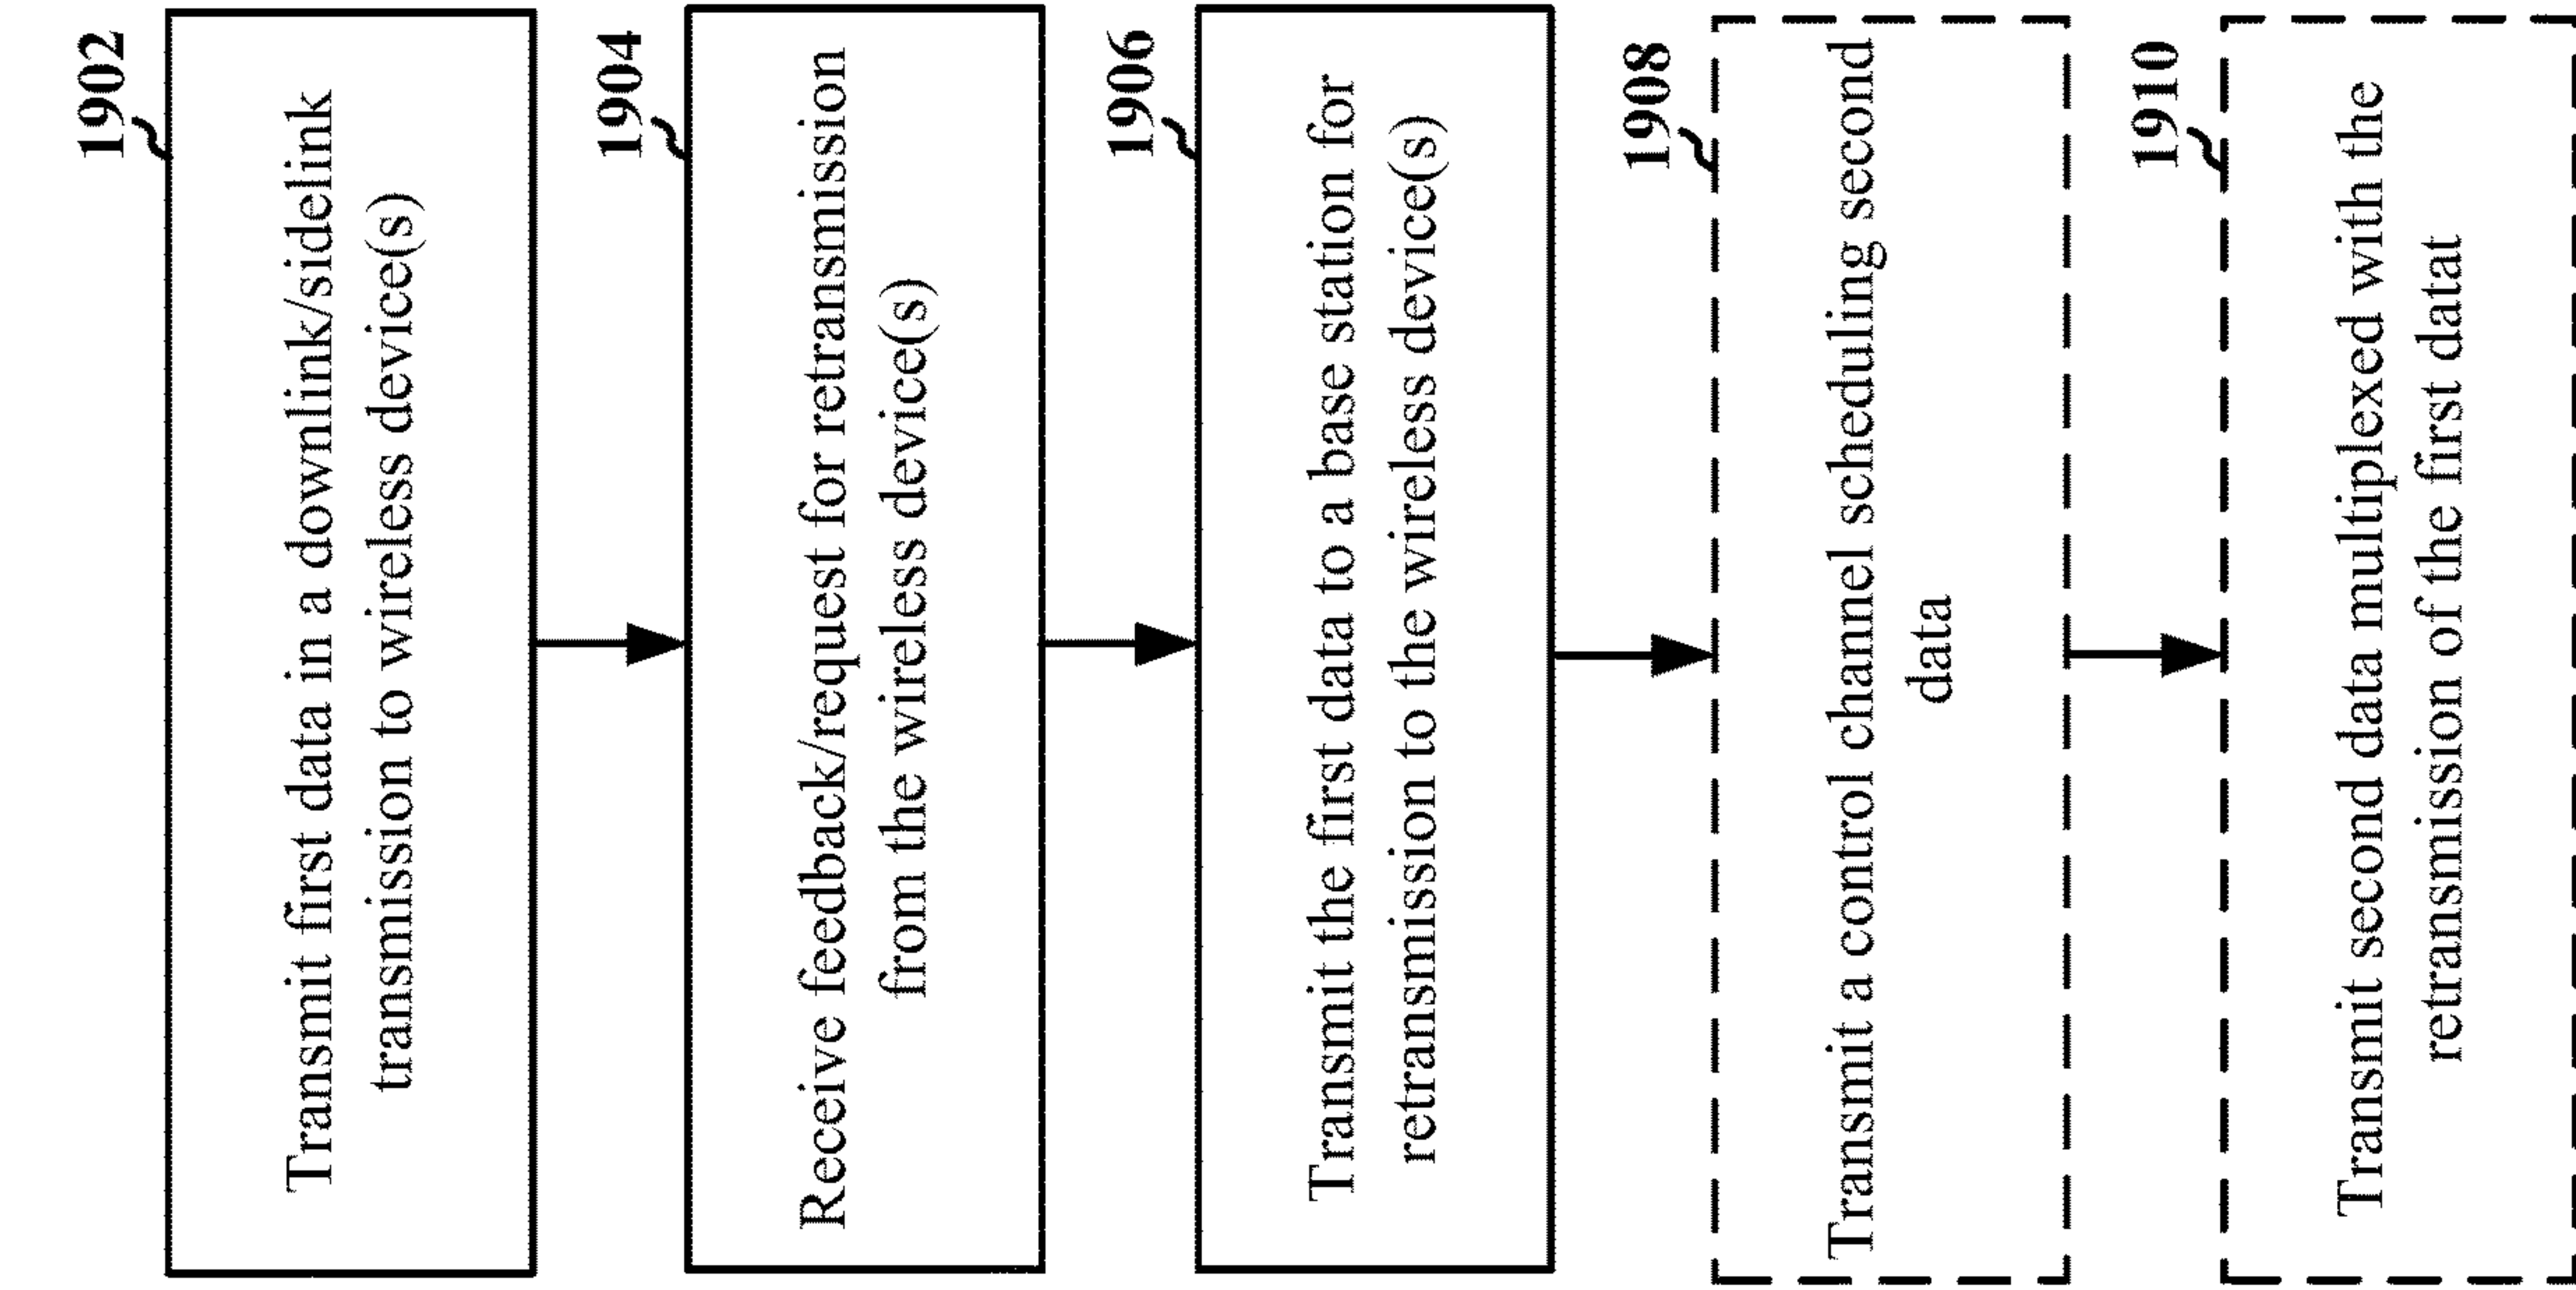 1902
Transmit first data in a downlink/sidelink
transmission to wireless device(s)
1904
Receive feedback/request for retransmission
from the wireless device(s)
1906
Transmit the first data to a base station for
retransmission to the wireless device(s)
1908
Transmit a control channel scheduling second
data
1910
Transmit second data multiplexed with the
retransmission of the first datat